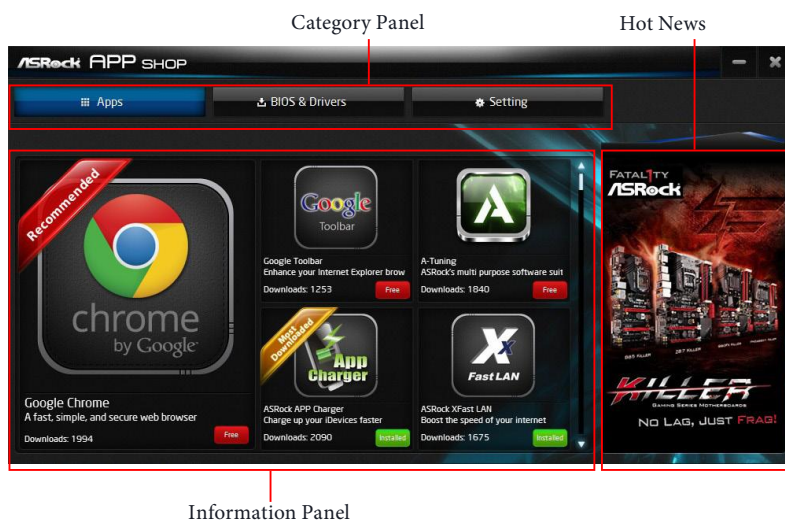 Category Panel
Hot News
ASRock APP SHOP
Apps
BIOS & Drivers
Setting
Recommended
chrome
by Google
Google Chrome
A fast, simple, and secure web browser
Downloads: 1994
Free
Google
Toolbar
Google Toolbar
Enhance your Internet Explorer brow
Downloads: 1253
Free
A-Tuning
ASRock's multi purpose software suit
Downloads: 1840
Free
Most
Downloaded
App
Charger
ASRock APP Charger
Charge up your iDevices faster
Downloads: 2090
Installed
Fast LAN
ASRock XFast LAN
Boost the speed of your internet
Downloads: 1675
Installed
FATAL1TY
ASRock
KILLER
GAMING SERIES MOTHERBOARDS
NO LAG, JUST FRAG!
Information Panel